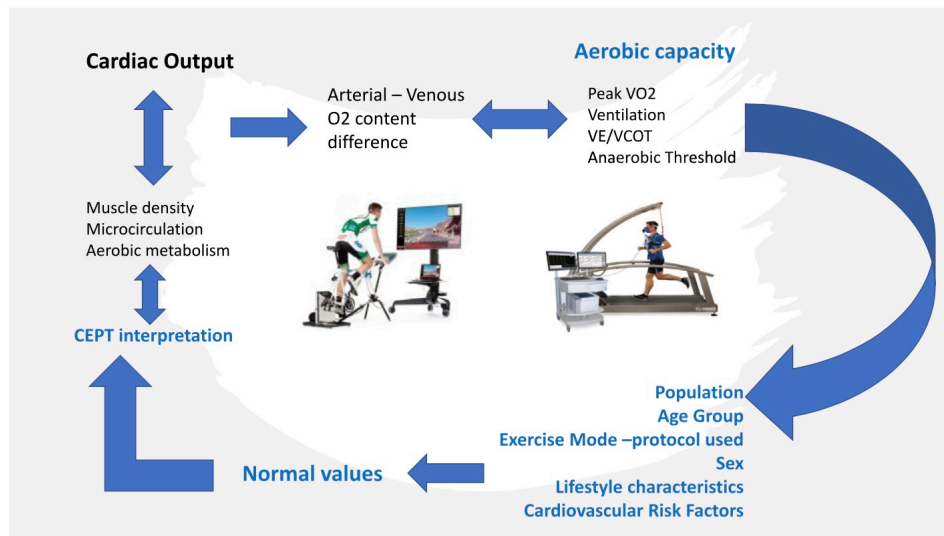 Cardiac Output
Arterial – Venous
O2 content
difference
Aerobic capacity
Peak VO2
Ventilation
VE/VCOT
Anaerobic Threshold
Muscle density
Microcirculation
Aerobic metabolism
CEPT interpretation
Population
Age Group
Exercise Mode –protocol used
Sex
Lifestyle characteristics
Cardiovascular Risk Factors
Normal values